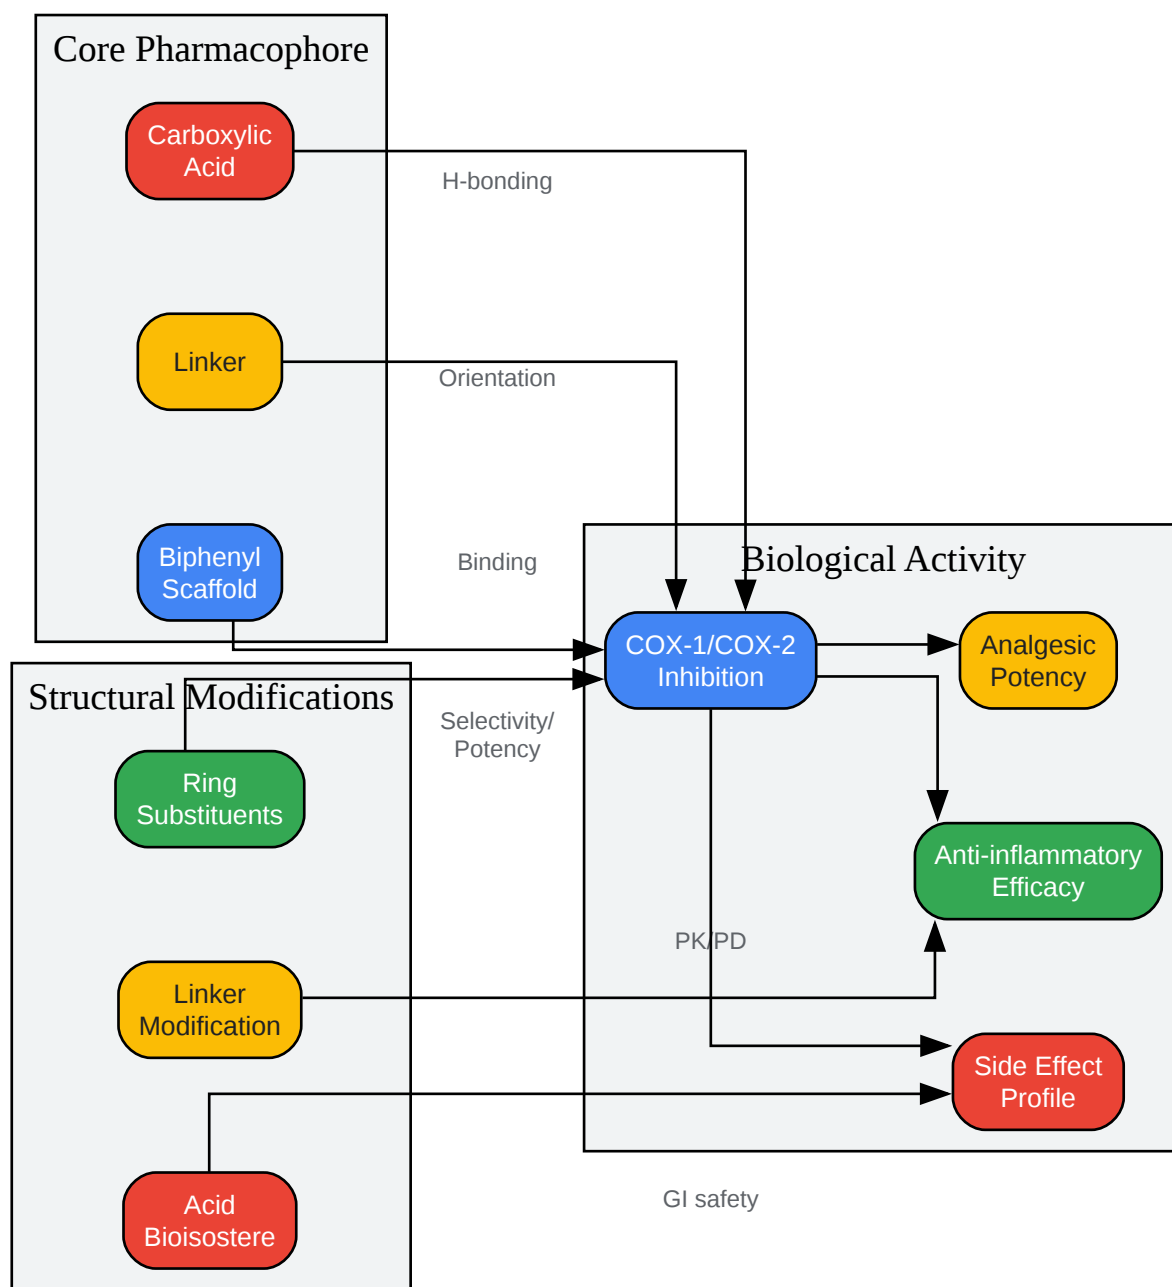 Core Pharmacophore
Carboxylic
Acid
H-bonding
Linker
Orientation
Biphenyl
Scaffold
Binding
Biological Activity
COX-1/COX-2
Inhibition
Analgesic
Potency
Structural Modifications
Selectivity/
Potency
Ring
Substituents
Anti-inflammatory
Efficacy
PK/PD
Linker
Modification
Side Effect
Profile
Acid
Bioisostere
GI safety